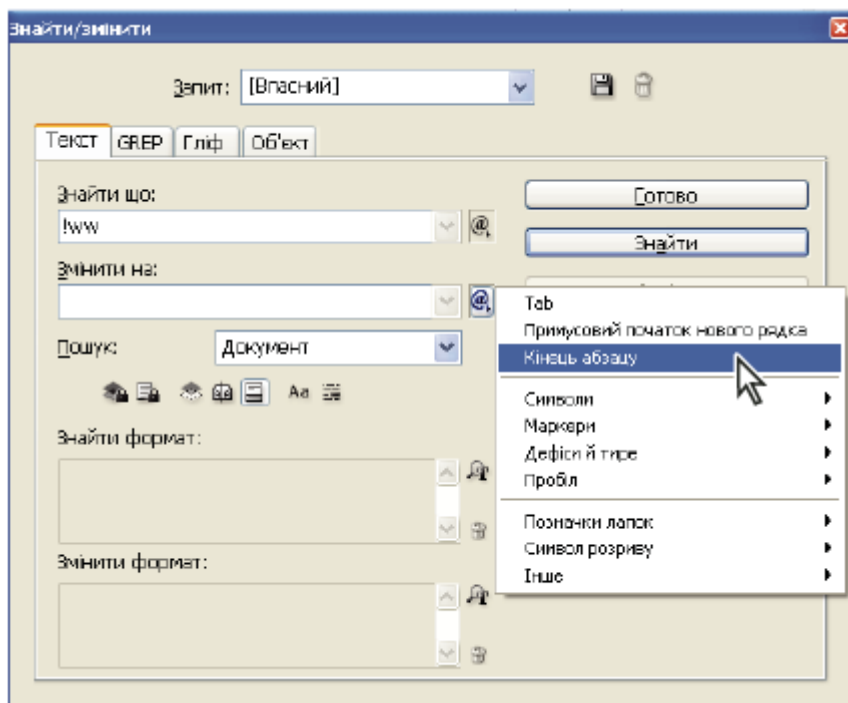 Знайти/змінити
Запит: [Власний]
Текст GREP Гліф Об'єкт
Знайти що:
!ww
Готово
Знайти
Змінити на:
Tab
Примусовий початок нового рядка
Кінець абзацу
Символи
Маркери
Дефіси й тире
Пробіл
Позначки лапок
Символ розриву
Інше
Пошук: Документ
Aa
Знайти формат:
Змінити формат: